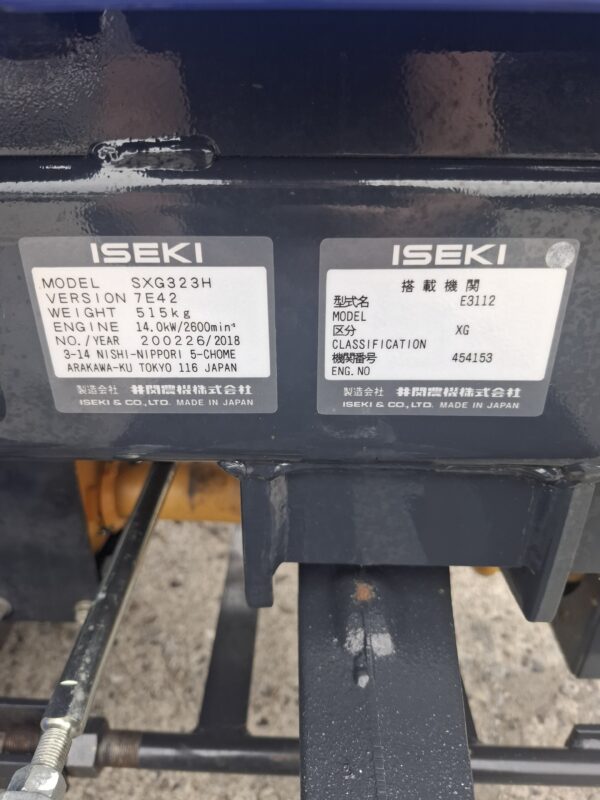 ISEKI
MODEL SXG323H
VERSION 7E42
WEIGHT 515kg
ENGINE 14.0kW/2600min⁻¹
NO./YEAR 200226/2018
3-14 NISHI-NIPPORI 5-CHOME
ARAKAWA-KU TOKYO 116 JAPAN
製造会社 井関農機株式会社
ISEKI & CO., LTD. MADE IN JAPAN
ISEKI
搭載機関
型式名 E3112
MODEL
区分 XG
CLASSIFICATION
機関番号 454153
ENG. NO
製造会社 井関農機株式会社
ISEKI & CO., LTD. MADE IN JAPAN